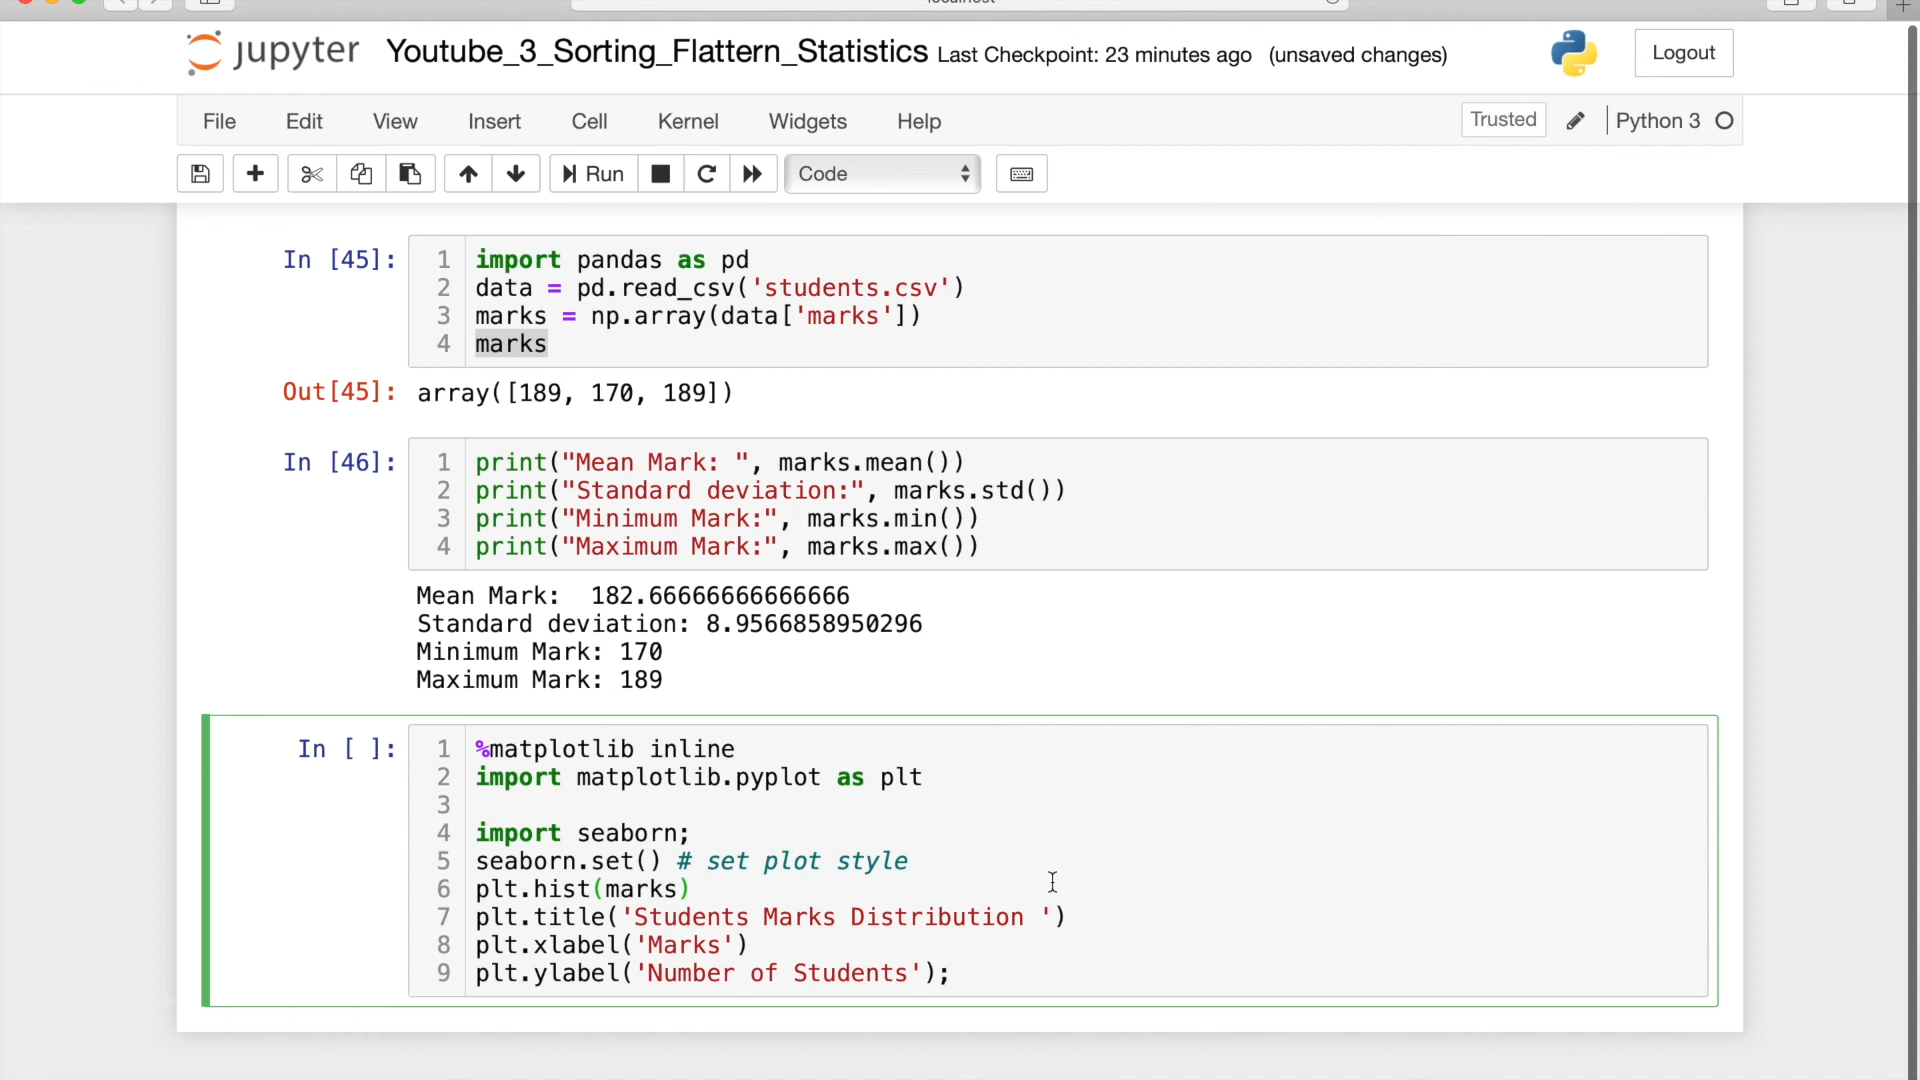 localhost
jupyter Youtube_3_Sorting_Flattern_Statistics Last Checkpoint: 23 minutes ago (unsaved changes) Logout
File Edit View Insert Cell Kernel Widgets Help Trusted Python 3
Run Code
In [45]: 1 import pandas as pd
2 data = pd.read_csv('students.csv')
3 marks = np.array(data['marks'])
4 marks
Out[45]: array([189, 170, 189])
In [46]: 1 print("Mean Mark: ", marks.mean())
2 print("Standard deviation:", marks.std())
3 print("Minimum Mark:", marks.min())
4 print("Maximum Mark:", marks.max())
Mean Mark:  182.66666666666666
Standard deviation: 8.9566858950296
Minimum Mark: 170
Maximum Mark: 189
In [ ]: 1 %matplotlib inline
2 import matplotlib.pyplot as plt
3
4 import seaborn;
5 seaborn.set() # set plot style
6 plt.hist(marks)
7 plt.title('Students Marks Distribution ')
8 plt.xlabel('Marks')
9 plt.ylabel('Number of Students');